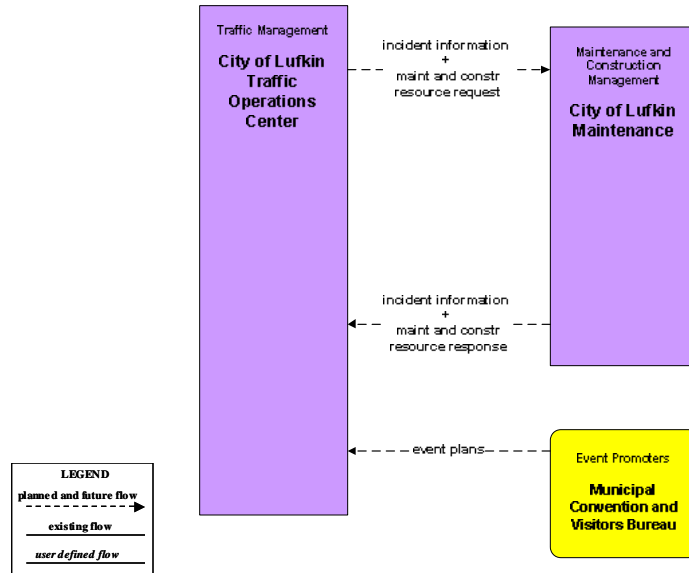 Traffic Management
City of Lufkin
Traffic
Operations
Center
incident information
+
maint and constr
resource request
Maintenance and
Construction
Management
City of Lufkin
Maintenance
incident information
+
maint and constr
resource response
event plans
Event Promoters
Municipal
Convention and
Visitors Bureau
LEGEND
planned and future flow
existing flow
user defined flow